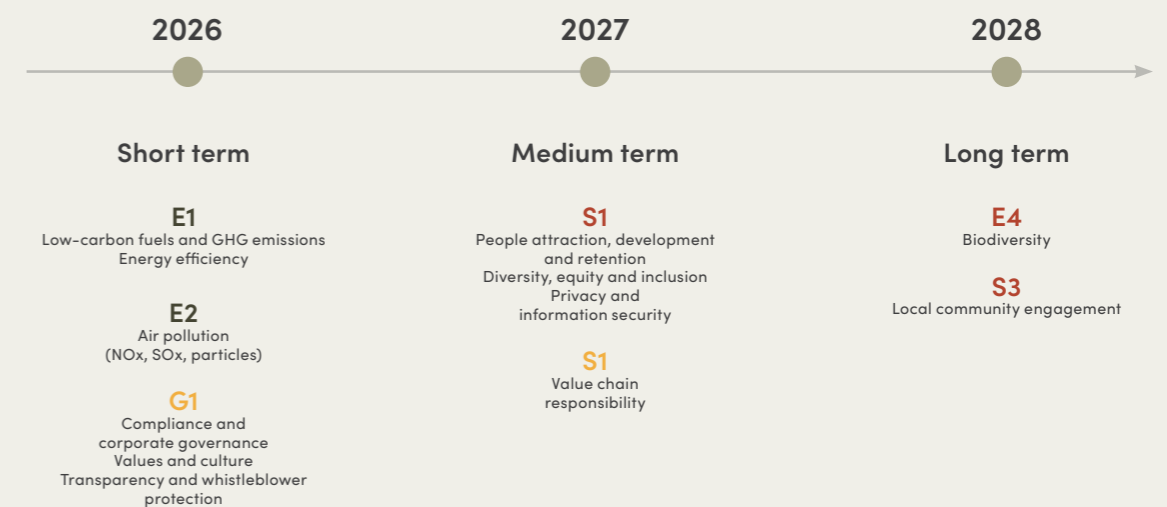 2026
2027
2028
Short term
E1
Low-carbon fuels and GHG emissions
Energy efficiency
E2
Air pollution
(NOx, SOx, particles)
G1
Compliance and
corporate governance
Values and culture
Transparency and whistleblower
protection
Medium term
S1
People attraction, development
and retention
Diversity, equity and inclusion
Privacy and
information security
S1
Value chain
responsibility
Long term
E4
Biodiversity
S3
Local community engagement